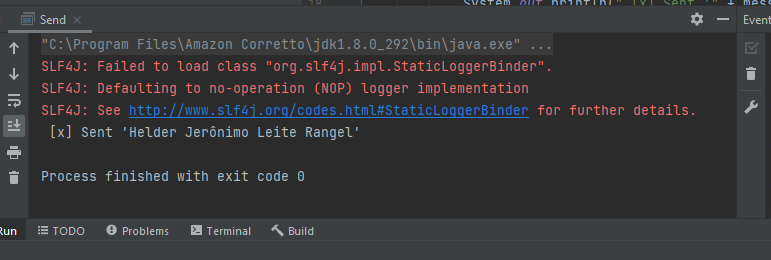 System.out.println(" [x] Sent '" + mess
Send
Event
"C:\Program Files\Amazon Corretto\jdk1.8.0_292\bin\java.exe" ...
SLF4J: Failed to load class "org.slf4j.impl.StaticLoggerBinder".
SLF4J: Defaulting to no-operation (NOP) logger implementation
SLF4J: See http://www.slf4j.org/codes.html#StaticLoggerBinder for further details.
[x] Sent 'Helder Jerônimo Leite Rangel'
Process finished with exit code 0
Run TODO Problems Terminal Build